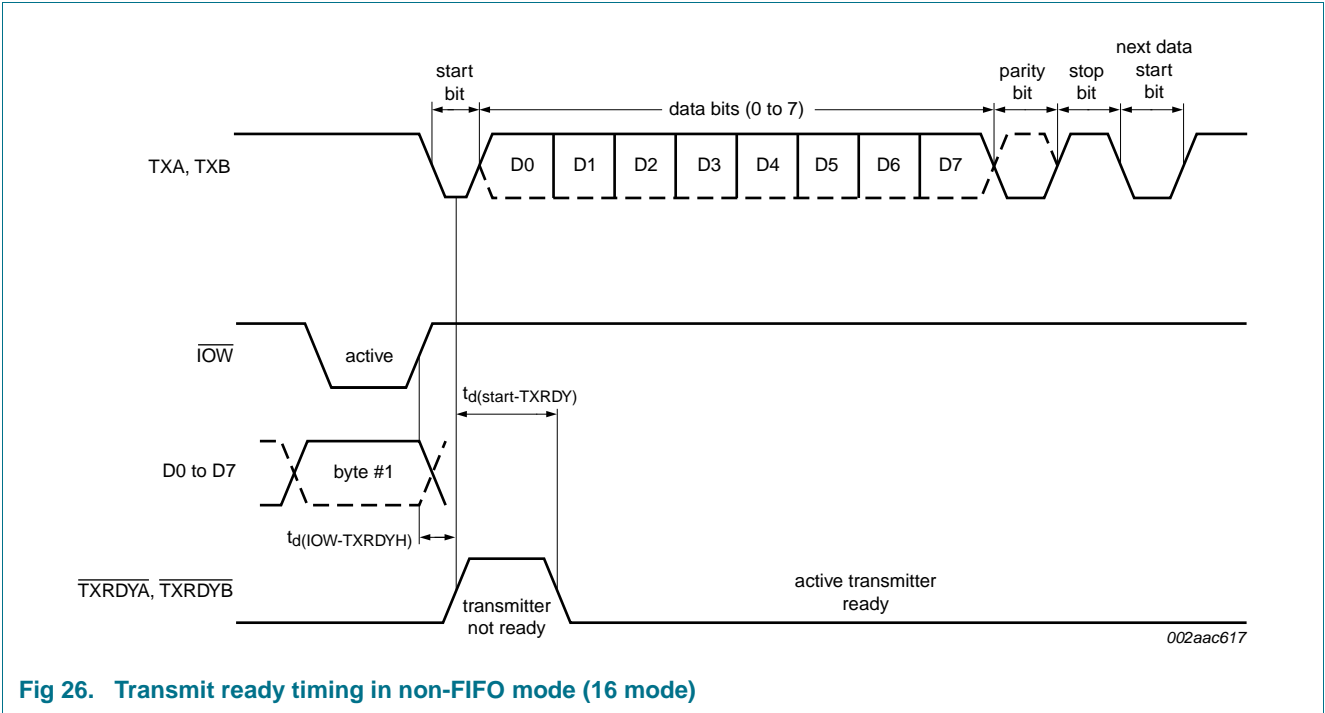 start
bit
data bits (0 to 7)
parity
bit
stop
bit
next data
start
bit
TXA, TXB
D0 D1 D2 D3 D4 D5 D6 D7
IOW
active
td(start-TXRDY)
D0 to D7
byte #1
td(IOW-TXRDYH)
TXRDYA, TXRDYB
transmitter
not ready
active transmitter
ready
002aac617
Fig 26. Transmit ready timing in non-FIFO mode (16 mode)